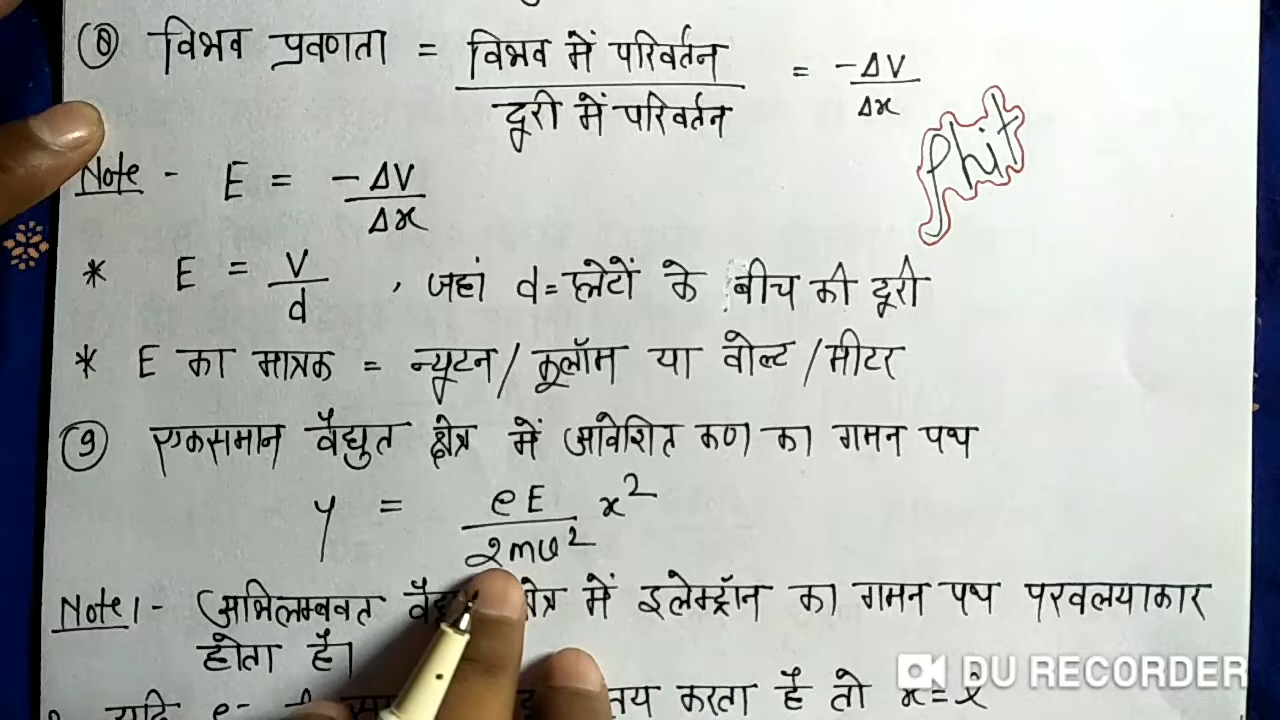 ⑧ विभव प्रवणता = विभव में परिवर्तन / दूरी में परिवर्तन = -ΔV/Δx
Phit
Note - E = -ΔV/Δx
* E = V/d , जहां d = प्लेटों के बीच की दूरी
* E का मात्रक = न्यूटन/कूलॉम या वोल्ट/मीटर
⑨ एकसमान वैद्युत क्षेत्र में आवेशित कण का गमन पथ
y = eE/2mv² x²
Note 1- अभिलम्बवत क्षेत्र में इलेक्ट्रॉन का गमन पथ परवलयाकार
होता है।
यदि e- तय करता है तो x=
DU RECORDER